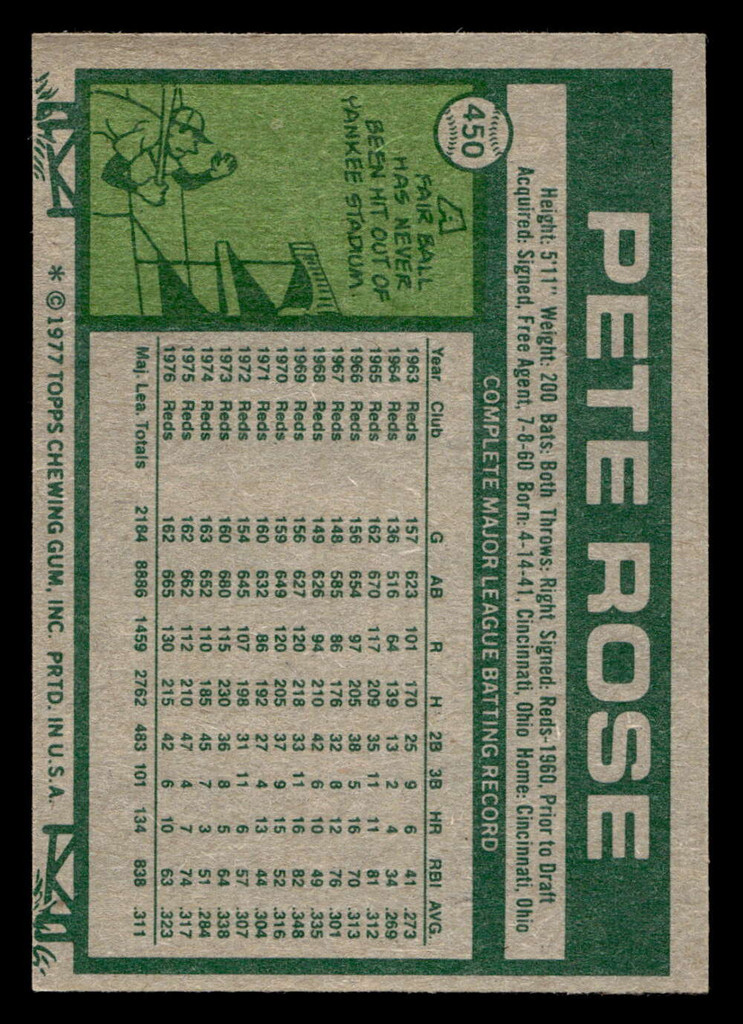 PETE ROSE
450
Height: 5'11" Weight: 200 Bats: Both Throws: Right Signed: Reds-1960, Prior to Draft
Acquired: Signed, Free Agent, 7-8-60 Born: 4-14-41, Cincinnati, Ohio Home: Cincinnati, Ohio
A
FAIR BALL
HAS NEVER
BEEN HIT OUT OF
YANKEE STADIUM.
COMPLETE MAJOR LEAGUE BATTING RECORD
Year Club G AB R H 2B 3B HR RBI AVG.
1963 Reds 157 623 101 170 25 9 6 41 .273
1964 Reds 136 516 64 139 13 2 4 34 .269
1965 Reds 162 670 117 209 35 11 11 81 .312
1966 Reds 156 654 97 205 38 5 16 70 .313
1967 Reds 148 585 86 176 32 8 12 76 .301
1968 Reds 149 626 94 210 42 6 10 49 .335
1969 Reds 156 627 120 218 33 11 16 82 .348
1970 Reds 159 649 120 205 37 9 15 52 .316
1971 Reds 160 632 86 192 27 4 13 44 .304
1972 Reds 154 645 107 198 31 11 6 57 .307
1973 Reds 160 680 115 230 36 8 5 64 .338
1974 Reds 163 652 110 185 45 7 3 51 .284
1975 Reds 162 662 112 210 47 4 7 74 .317
1976 Reds 162 665 130 215 42 6 10 63 .323
Maj. Lea. Totals 2184 8886 1459 2762 483 101 134 838 .311
* © 1977 TOPPS CHEWING GUM, INC. PRTD. IN U.S.A.